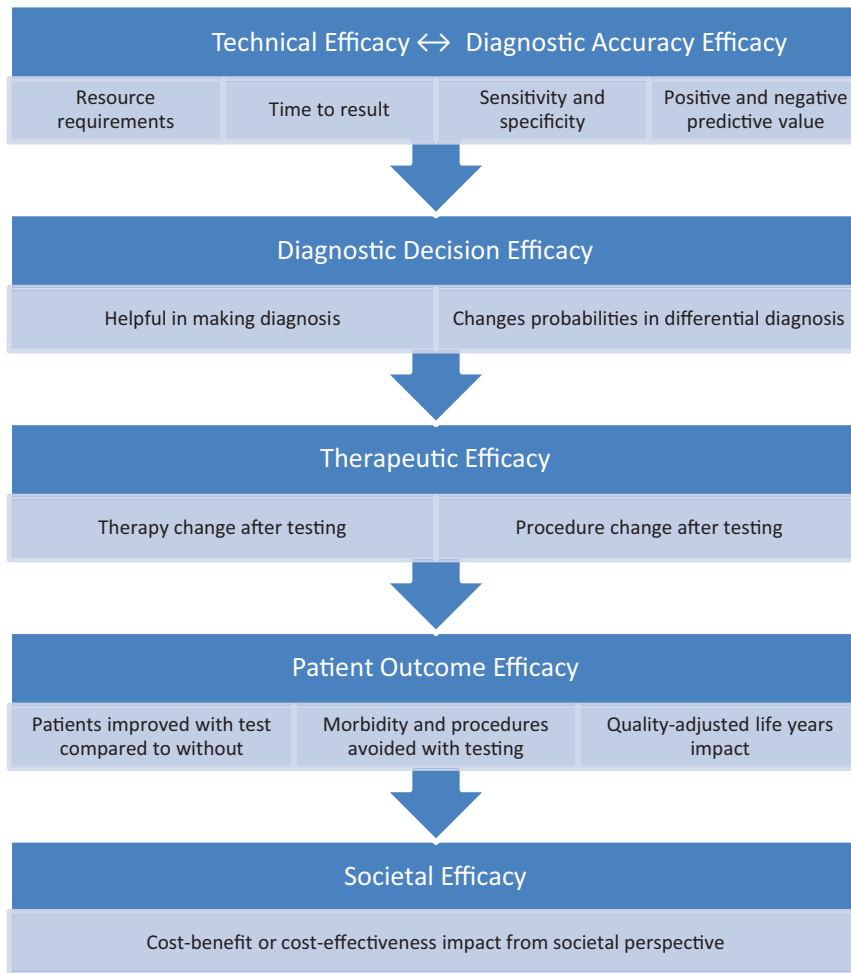 Technical Efficacy ↔ Diagnostic Accuracy Efficacy
Resource
requirements
Time to result
Sensitivity and
specificity
Positive and negative
predictive value
Diagnostic Decision Efficacy
Helpful in making diagnosis
Changes probabilities in differential diagnosis
Therapeutic Efficacy
Therapy change after testing
Procedure change after testing
Patient Outcome Efficacy
Patients improved with test
compared to without
Morbidity and procedures
avoided with testing
Quality-adjusted life years
impact
Societal Efficacy
Cost-benefit or cost-effectiveness impact from societal perspective